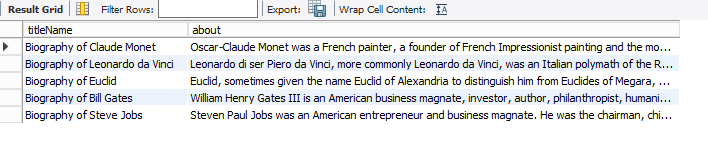 Result Grid Filter Rows: Export: Wrap Cell Content:
titleName about
Biography of Claude Monet Oscar-Claude Monet was a French painter, a founder of French Impressionist painting and the mo...
Biography of Leonardo da Vinci Leonardo di ser Piero da Vinci, more commonly Leonardo da Vinci, was an Italian polymath of the R...
Biography of Euclid Euclid, sometimes given the name Euclid of Alexandria to distinguish him from Euclides of Megara, ...
Biography of Bill Gates William Henry Gates III is an American business magnate, investor, author, philanthropist, humani...
Biography of Steve Jobs Steven Paul Jobs was an American entrepreneur and business magnate. He was the chairman, chi...